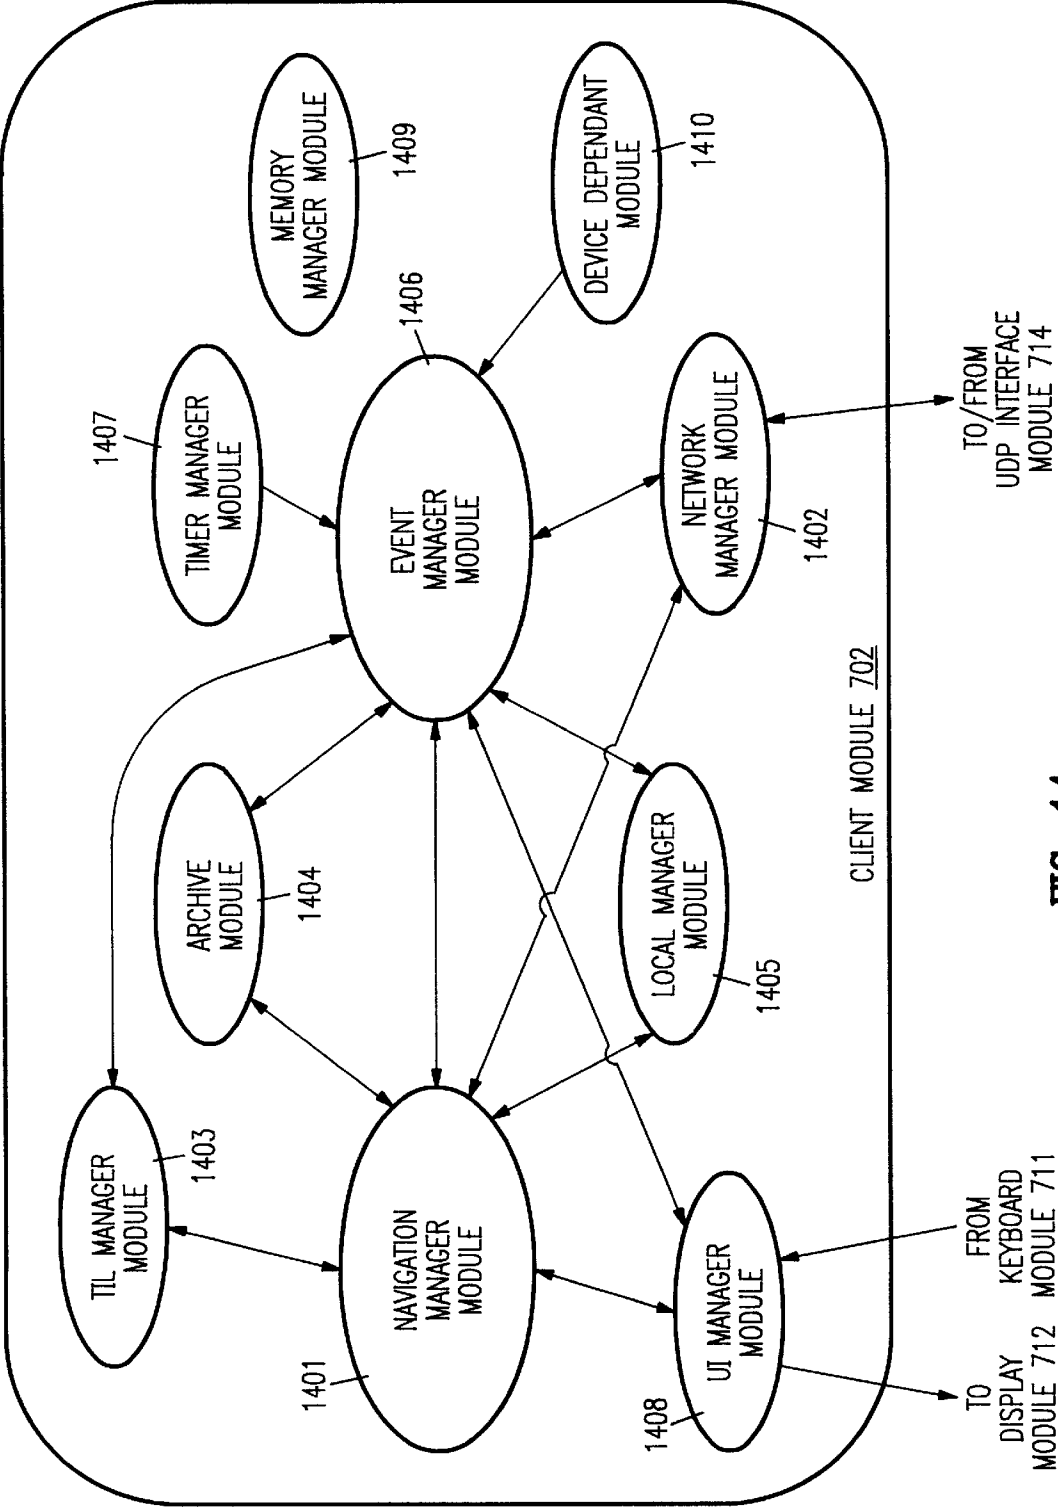 1403
TIL MANAGER
MODULE
1404
ARCHIVE
MODULE
1407
TIMER MANAGER
MODULE
MEMORY
MANAGER MODULE
1409
1401
NAVIGATION
MANAGER
MODULE
EVENT
MANAGER
MODULE
1406
DEVICE DEPENDANT
MODULE
1410
1408
UI MANAGER
MODULE
LOCAL MANAGER
MODULE
1405
NETWORK
MANAGER MODULE
1402
CLIENT MODULE 702
TO
DISPLAY
MODULE 712
FROM
KEYBOARD
MODULE 711
TO/FROM
UDP INTERFACE
MODULE 714